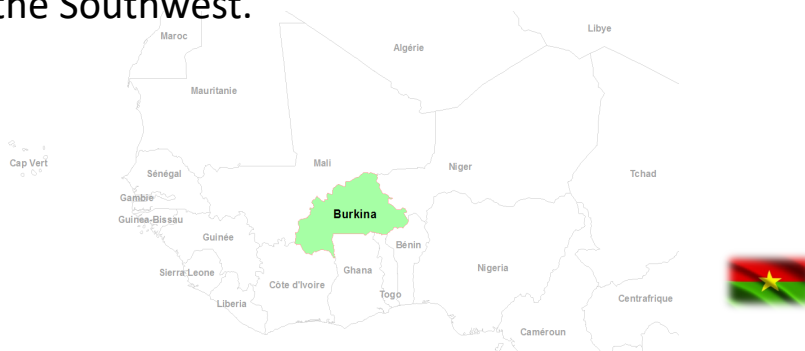 the Southwest.
Maroc
Libye
Algérie
Mauritanie
Cap Vert
Mali
Niger
Sénégal
Tchad
Gambie
Burkina
Guinea-Bissau
Guinée
Bénin
Sierra Leone
Ghana
Nigeria
Côte d'Ivoire
Togo
Centrafrique
Liberia
Caméroun